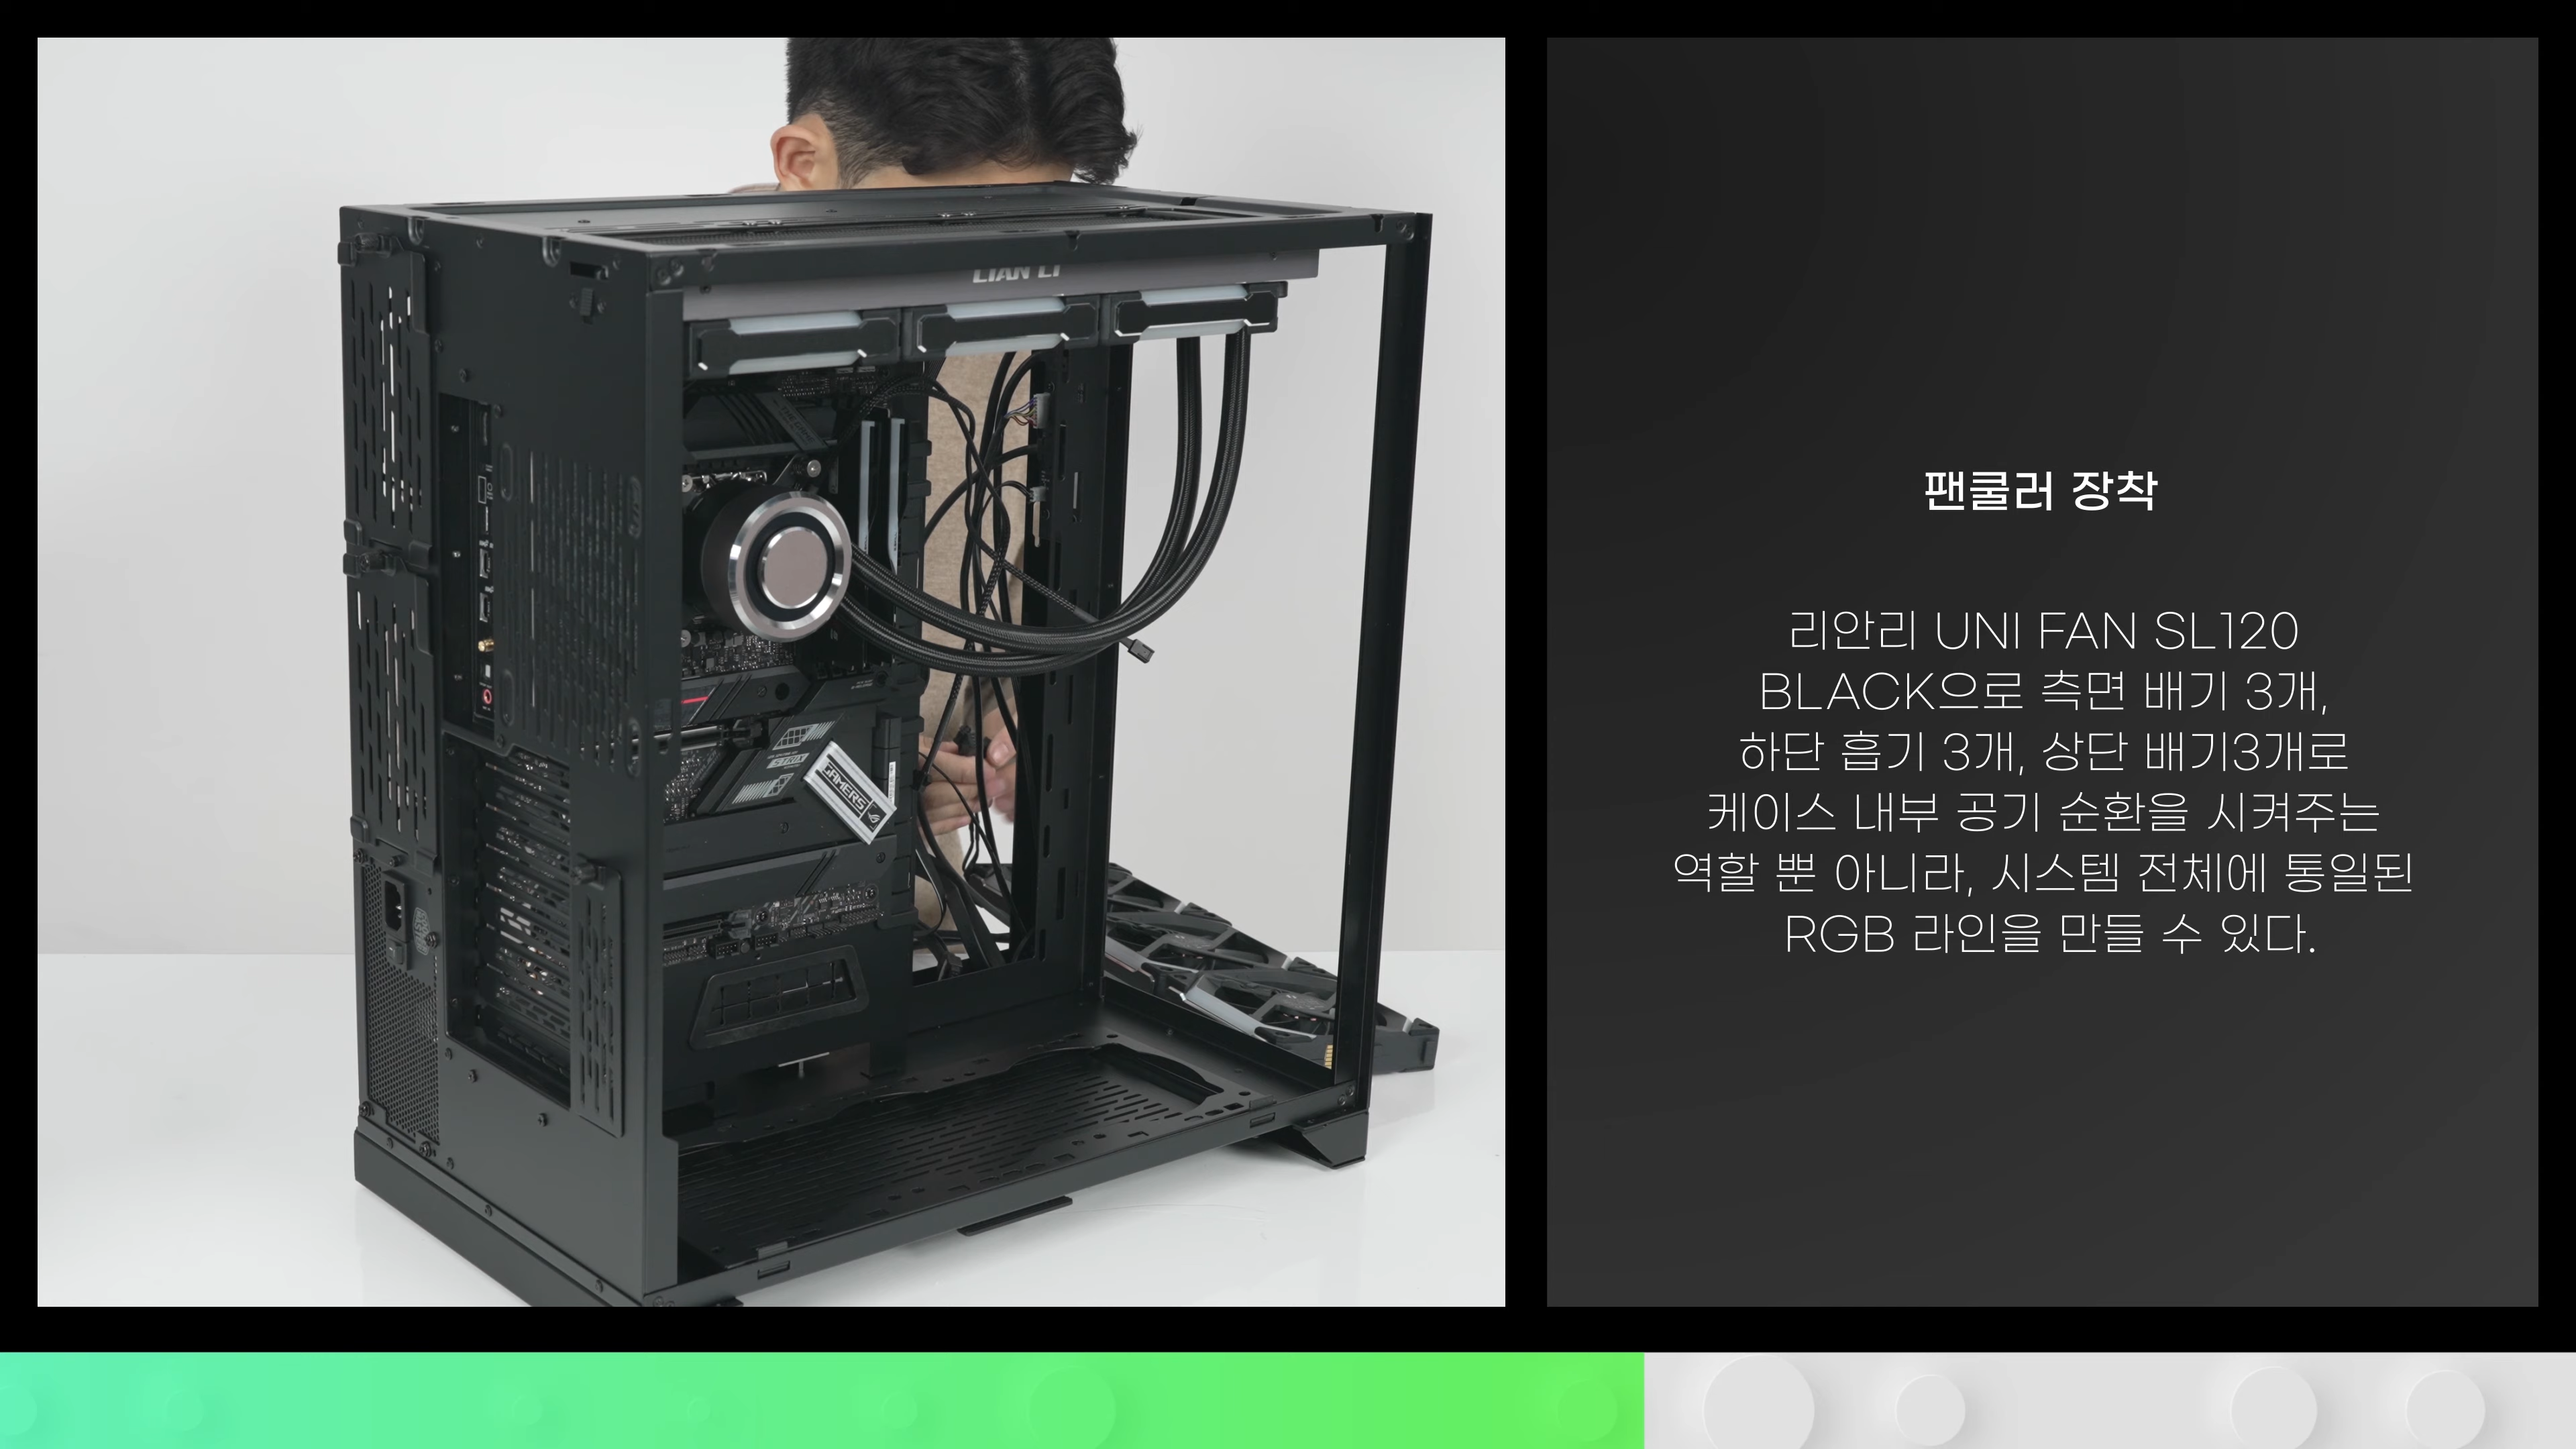 LIAN LI
STRIX
GAMERS
팬쿨러 장착
리안리 UNI FAN SL120
BLACK으로 측면 배기 3개,
하단 흡기 3개, 상단 배기3개로
케이스 내부 공기 순환을 시켜주는
역할 뿐 아니라, 시스템 전체에 통일된
RGB 라인을 만들 수 있다.